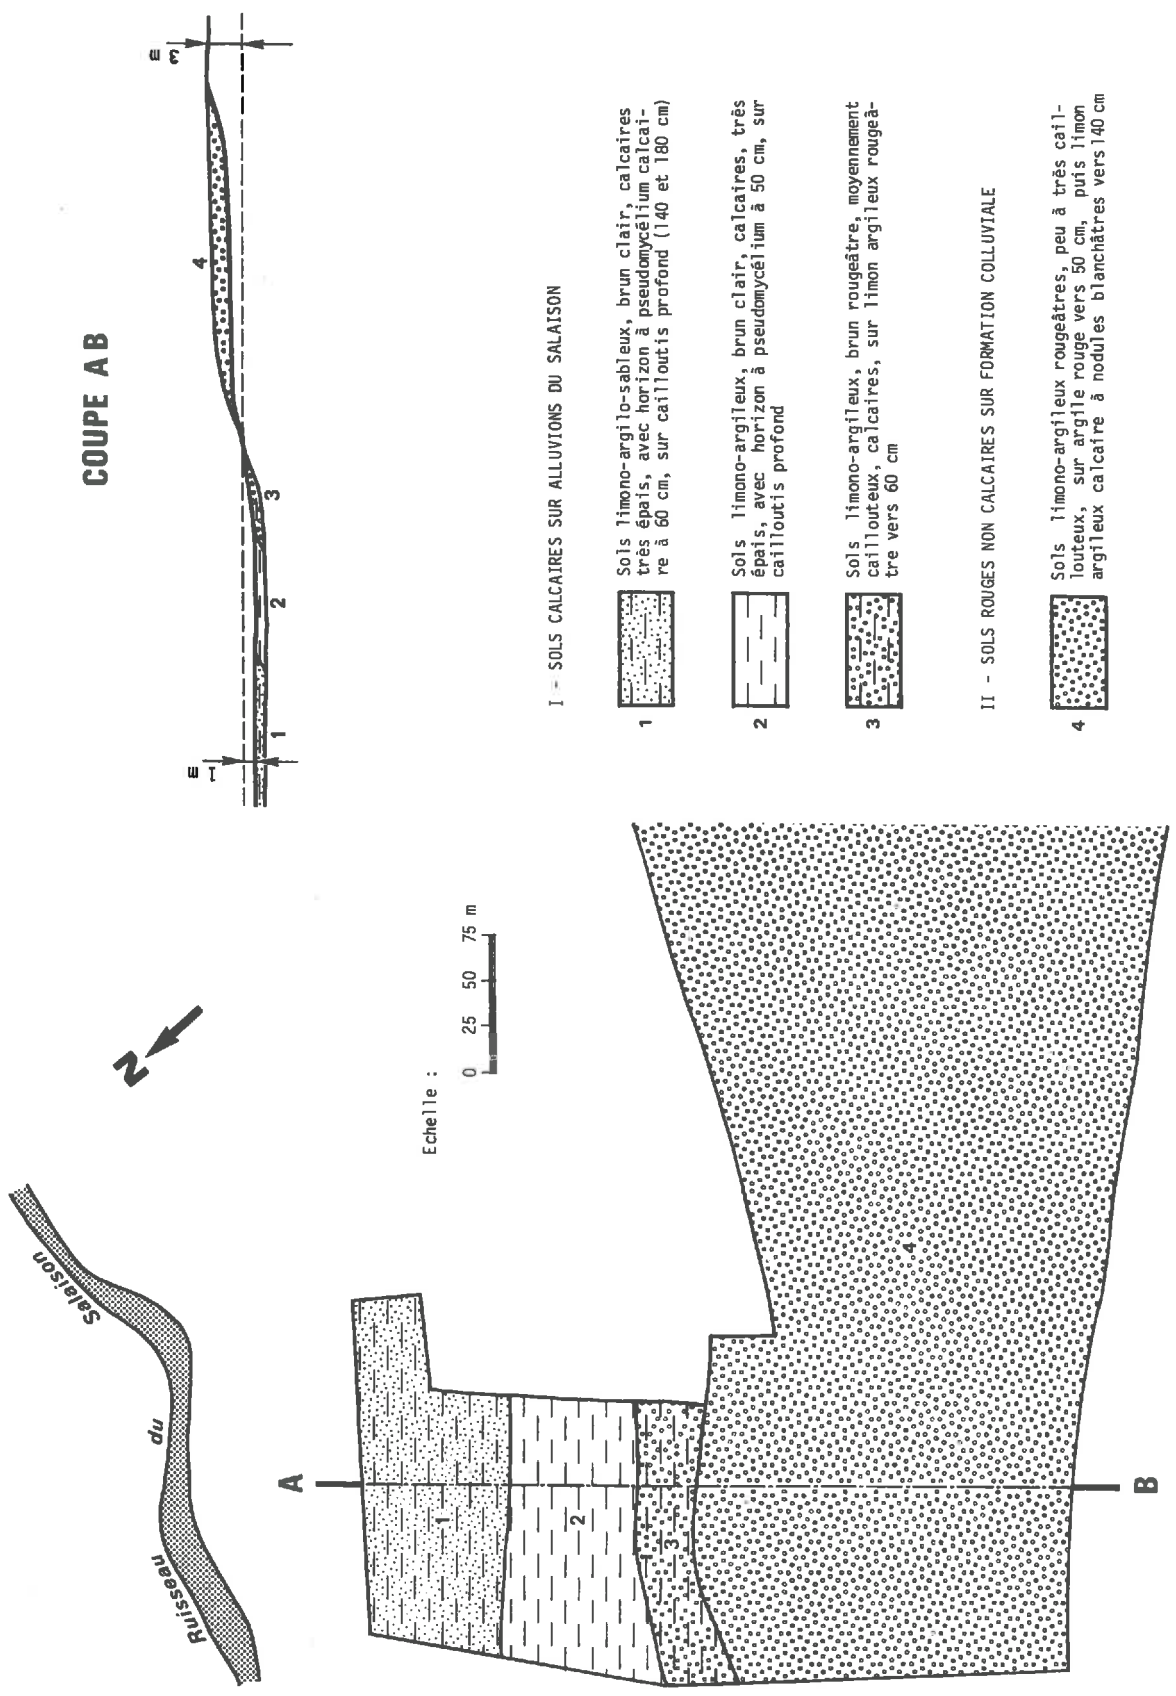 COUPE AB
3 m
4
1 m
1
2
3
I - SOLS CALCAIRES SUR ALLUVIONS DU SALAISON
1
Sols limono-argilo-sableux, brun clair, calcaires
très épais, avec horizon à pseudomycélium calcai-
re à 60 cm, sur cailloutis profond (140 et 180 cm)
2
Sols limono-argileux, brun clair, calcaires, très
épais, avec horizon à pseudomycélium à 50 cm, sur
cailloutis profond
3
Sols limono-argileux, brun rougeâtre, moyennement
caillouteux, calcaires, sur limon argileux rougeâ-
tre vers 60 cm
II - SOLS ROUGES NON CALCAIRES SUR FORMATION COLLUVIALE
4
Sols limono-argileux rougeâtres, peu à très cail-
louteux, sur argile rouge vers 50 cm, puis limon
argileux calcaire à nodules blanchâtres vers 140 cm
N
Ruisseau du Salaison
Echelle :
0 25 50 75 m
A
1
2
3
4
B